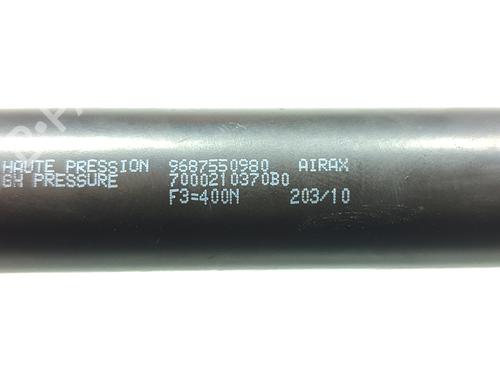 HAUTE PRESSION 9687550980 AIRAX
GH PRESSURE 7000210370B0
F3=400N 203/10